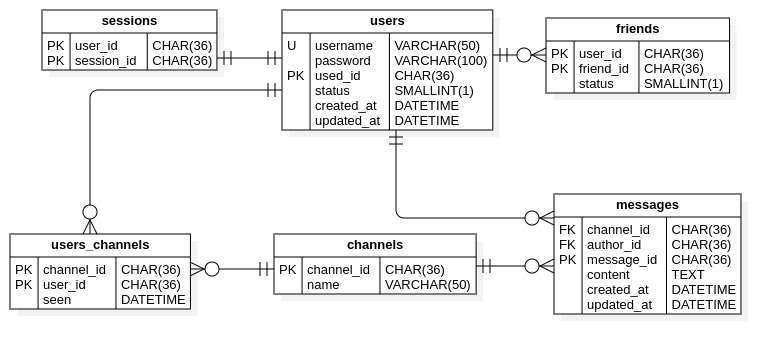 sessions
PK user_id CHAR(36)
PK session_id CHAR(36)
users
U username VARCHAR(50)
password VARCHAR(100)
PK used_id CHAR(36)
status SMALLINT(1)
created_at DATETIME
updated_at DATETIME
friends
PK user_id CHAR(36)
PK friend_id CHAR(36)
status SMALLINT(1)
users_channels
PK channel_id CHAR(36)
PK user_id CHAR(36)
seen DATETIME
channels
PK channel_id CHAR(36)
name VARCHAR(50)
messages
FK channel_id CHAR(36)
FK author_id CHAR(36)
PK message_id CHAR(36)
content TEXT
created_at DATETIME
updated_at DATETIME